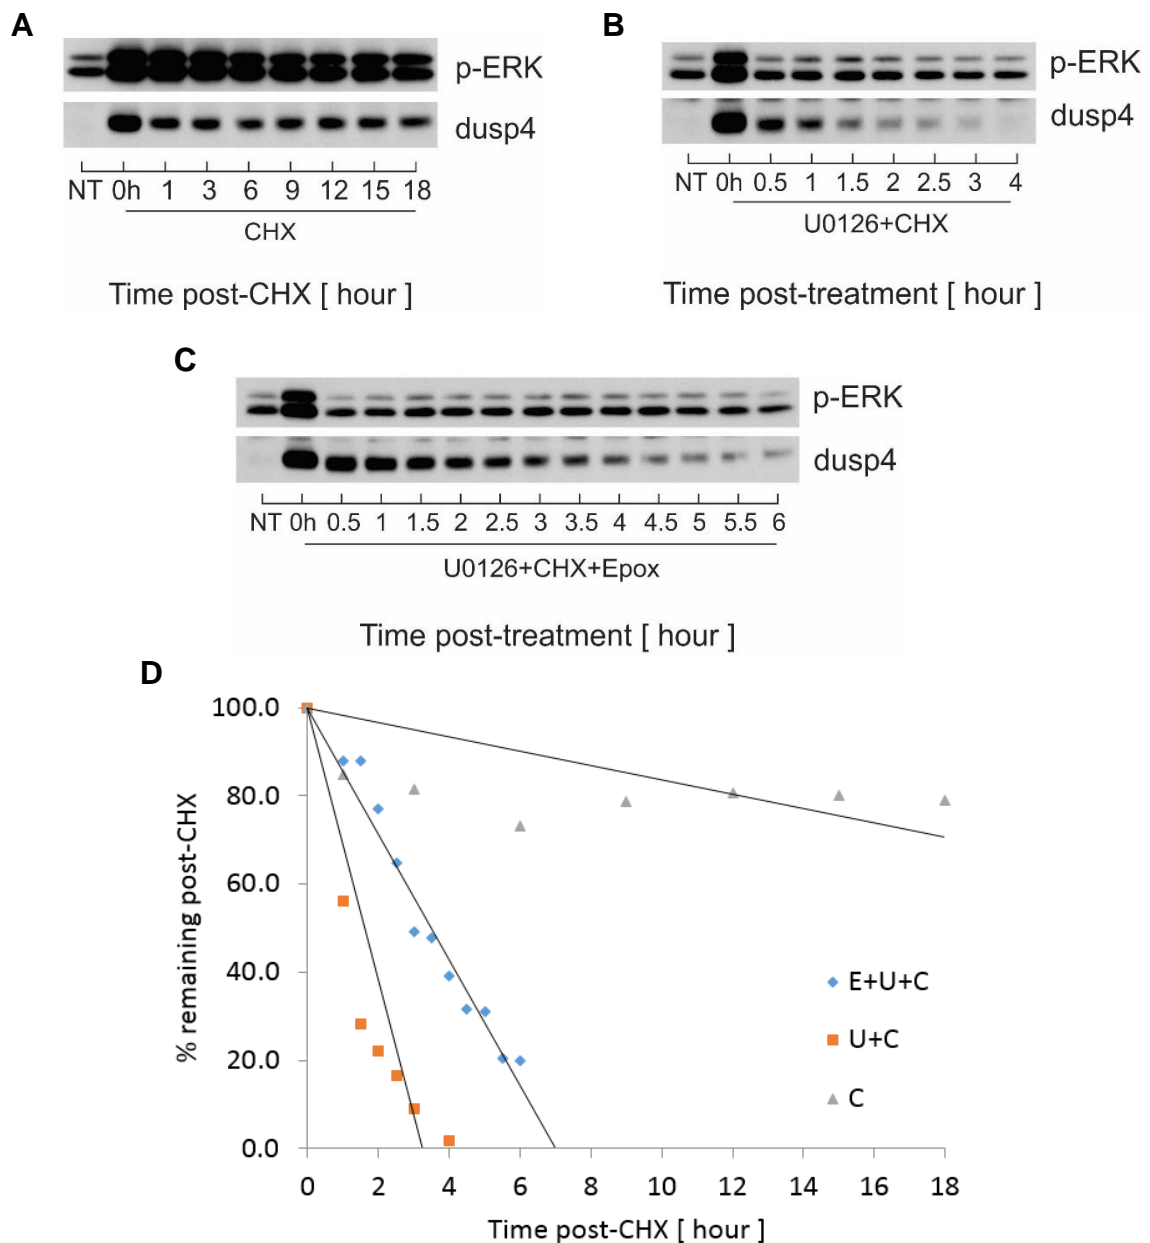 A
p-ERK
dusp4
NT 0h 1 3 6 9 12 15 18
CHX
Time post-CHX [ hour ]
B
p-ERK
dusp4
NT 0h 0.5 1 1.5 2 2.5 3 4
U0126+CHX
Time post-treatment [ hour ]
C
p-ERK
dusp4
NT 0h 0.5 1 1.5 2 2.5 3 3.5 4 4.5 5 5.5 6
U0126+CHX+Epox
Time post-treatment [ hour ]
D
% remaining post-CHX
100.0
80.0
60.0
40.0
20.0
0.0
E+U+C
U+C
C
0 2 4 6 8 10 12 14 16 18
Time post-CHX [ hour ]